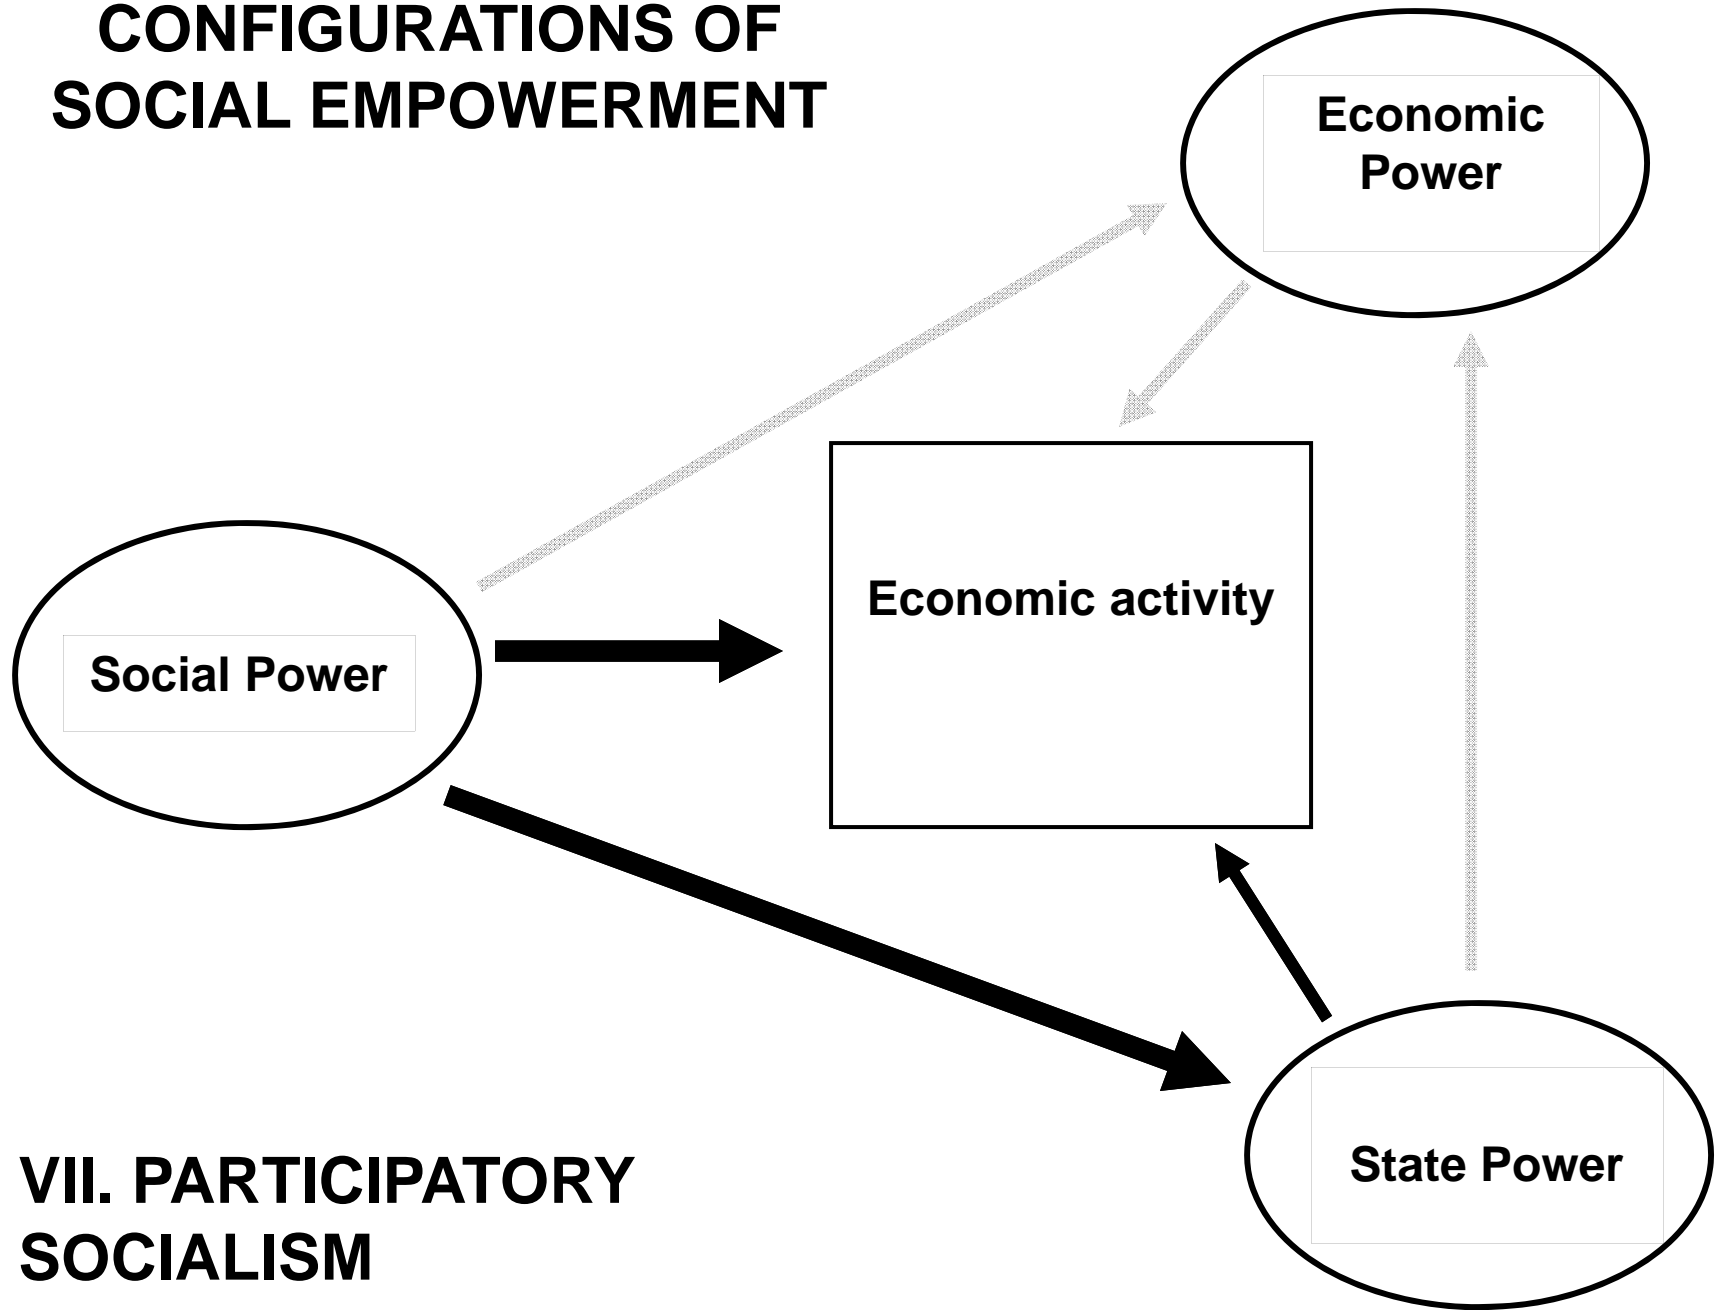 CONFIGURATIONS OF
SOCIAL EMPOWERMENT
Economic
Power
Economic activity
Social Power
State Power
VII. PARTICIPATORY
SOCIALISM